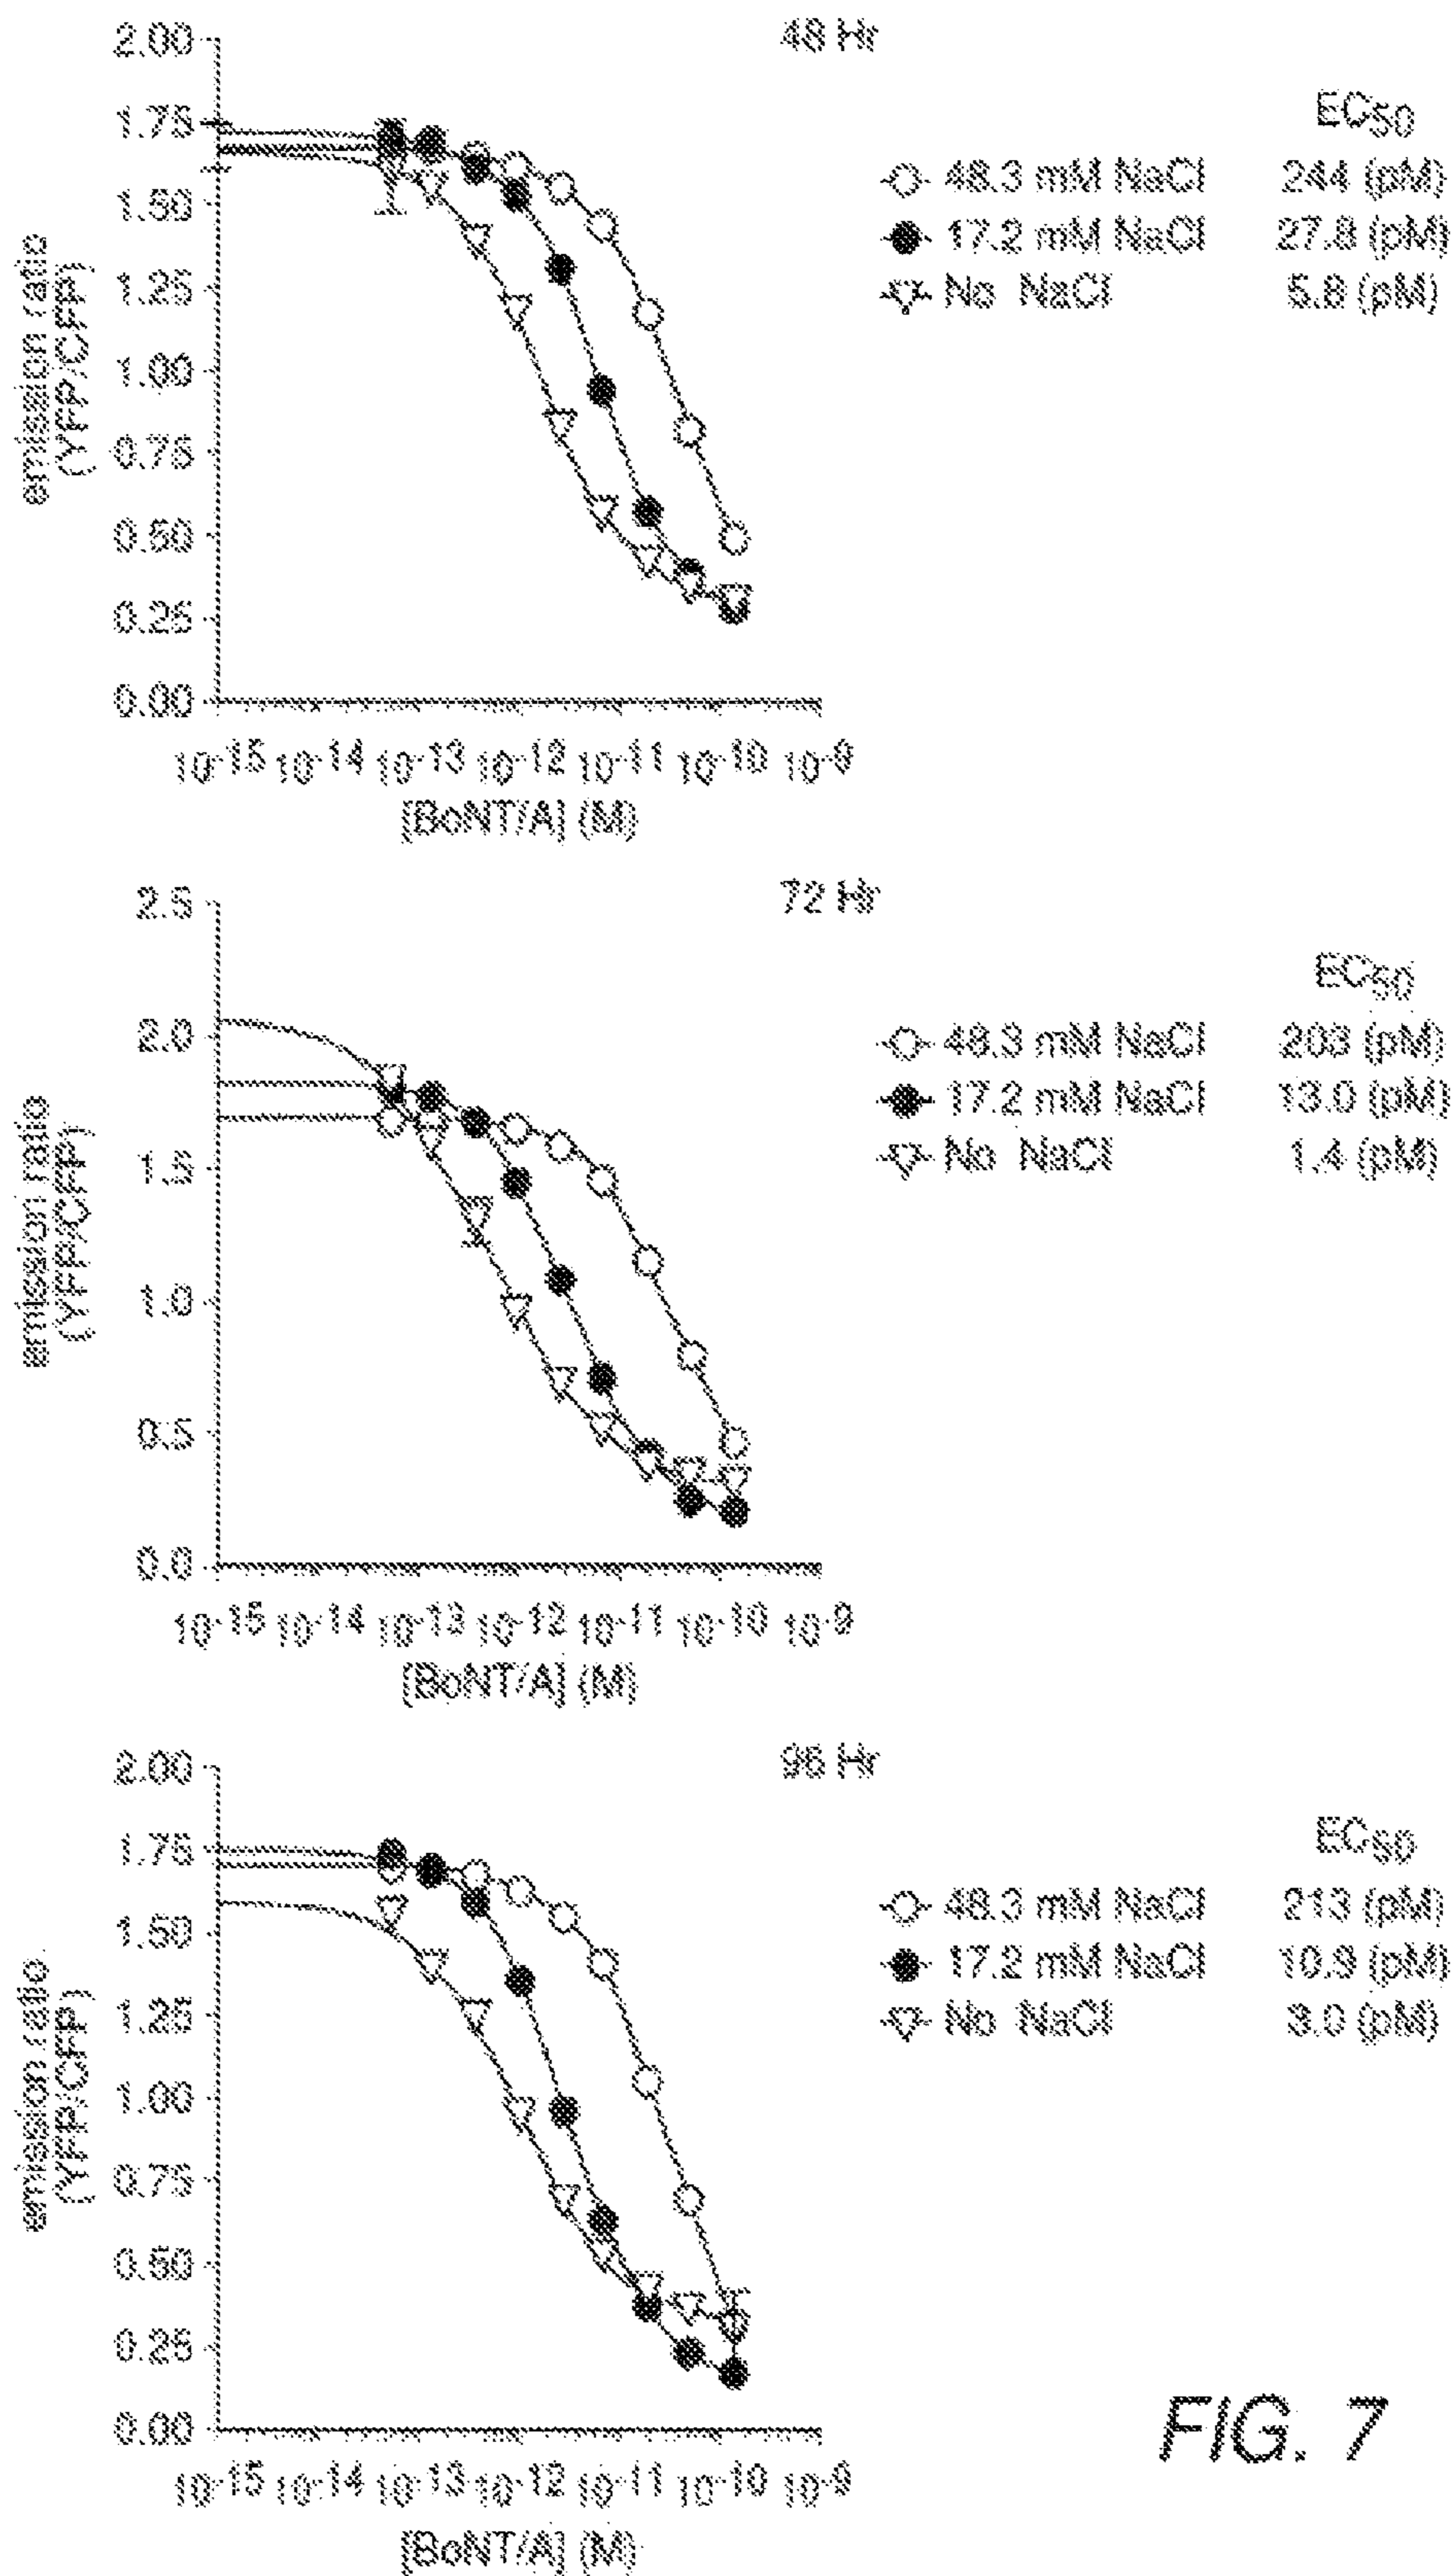 48 Hr
2.00
1.75
1.50
1.25
1.00
0.75
0.50
0.25
0.00
emission ratio
(YFP/CFP)
10-15 10-14 10-13 10-12 10-11 10-10 10-9
[BoNT/A] (M)
EC50
48.3 mM NaCl 244 (pM)
17.2 mM NaCl 27.8 (pM)
No NaCl 5.8 (pM)
72 Hr
2.5
2.0
1.5
1.0
0.5
0.0
emission ratio
(YFP/CFP)
10-15 10-14 10-13 10-12 10-11 10-10 10-9
[BoNT/A] (M)
EC50
48.3 mM NaCl 203 (pM)
17.2 mM NaCl 13.0 (pM)
No NaCl 1.4 (pM)
96 Hr
2.00
1.75
1.50
1.25
1.00
0.75
0.50
0.25
0.00
emission ratio
(YFP/CFP)
10-15 10-14 10-13 10-12 10-11 10-10 10-9
[BoNT/A] (M)
EC50
48.3 mM NaCl 213 (pM)
17.2 mM NaCl 10.9 (pM)
No NaCl 3.0 (pM)
FIG. 7